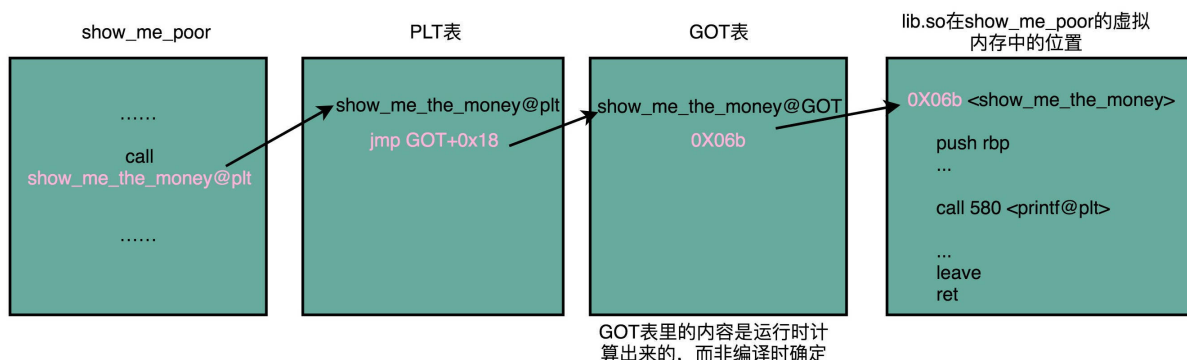 show_me_poor
PLT表
GOT表
lib.so在show_me_poor的虚拟
内存中的位置
......
call
show_me_the_money@plt
......
show_me_the_money@plt
jmp GOT+0x18
show_me_the_money@GOT
0X06b
0X06b <show_me_the_money>
push rbp
...
call 580 <printf@plt>
...
leave
ret
GOT表里的内容是运行时计
算出来的，而非编译时确定